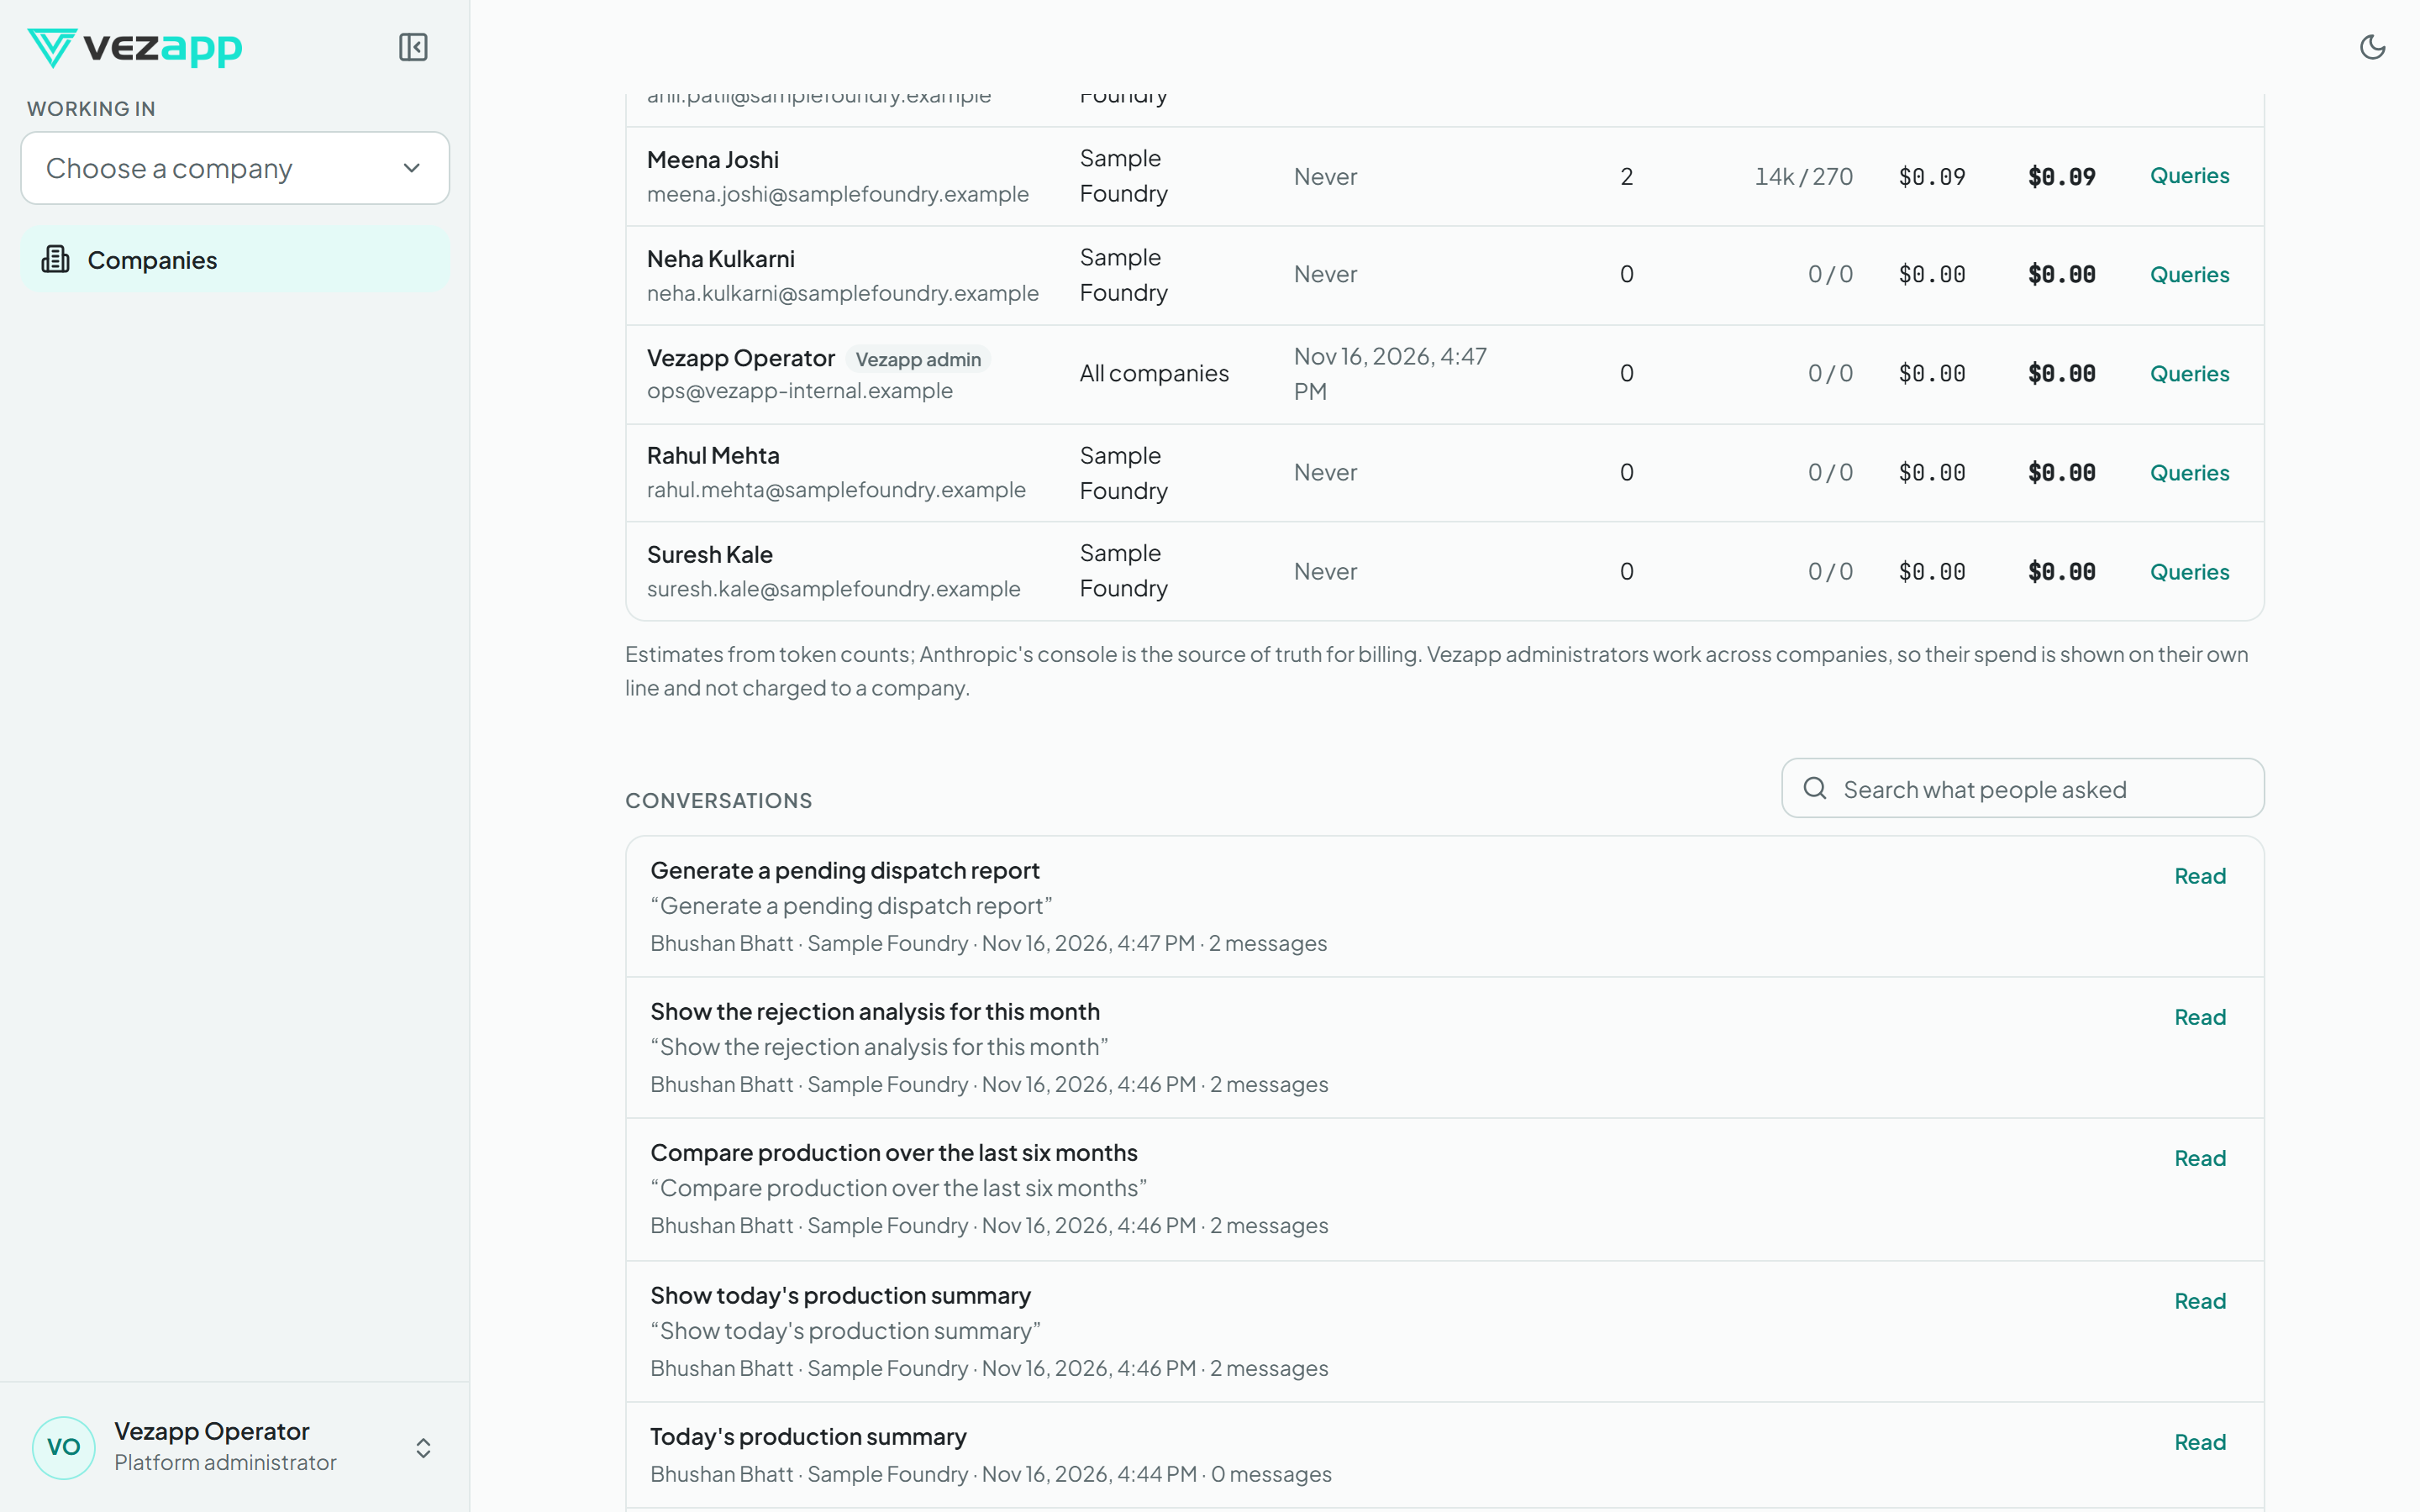 vezapp
WORKING IN
Choose a company
Companies
anil.patil@samplefoundry.example Foundry
Meena Joshi
meena.joshi@samplefoundry.example
Sample
Foundry
Never
2
14k / 270
$0.09
$0.09
Queries
Neha Kulkarni
neha.kulkarni@samplefoundry.example
Sample
Foundry
Never
0
0 / 0
$0.00
$0.00
Queries
Vezapp Operator Vezapp admin
ops@vezapp-internal.example
All companies
Nov 16, 2026, 4:47
PM
0
0 / 0
$0.00
$0.00
Queries
Rahul Mehta
rahul.mehta@samplefoundry.example
Sample
Foundry
Never
0
0 / 0
$0.00
$0.00
Queries
Suresh Kale
suresh.kale@samplefoundry.example
Sample
Foundry
Never
0
0 / 0
$0.00
$0.00
Queries
Estimates from token counts; Anthropic's console is the source of truth for billing. Vezapp administrators work across companies, so their spend is shown on their own
line and not charged to a company.
CONVERSATIONS
Search what people asked
Generate a pending dispatch report
Read
“Generate a pending dispatch report”
Bhushan Bhatt · Sample Foundry · Nov 16, 2026, 4:47 PM · 2 messages
Show the rejection analysis for this month
Read
“Show the rejection analysis for this month”
Bhushan Bhatt · Sample Foundry · Nov 16, 2026, 4:46 PM · 2 messages
Compare production over the last six months
Read
“Compare production over the last six months”
Bhushan Bhatt · Sample Foundry · Nov 16, 2026, 4:46 PM · 2 messages
Show today's production summary
Read
“Show today's production summary”
Bhushan Bhatt · Sample Foundry · Nov 16, 2026, 4:46 PM · 2 messages
Today's production summary
Read
Bhushan Bhatt · Sample Foundry · Nov 16, 2026, 4:44 PM · 0 messages
VO
Vezapp Operator
Platform administrator